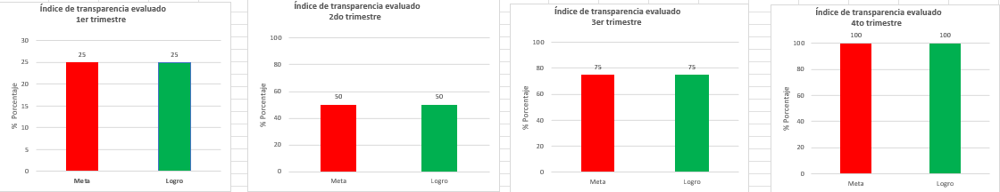 Índice de transparencia evaluado
1er trimestre
30
25
20
15
10
5
0
% Porcentaje
25
25
Meta
Logro
Índice de transparencia evaluado
2do trimestre
100
80
60
40
20
0
% Porcentaje
50
50
Meta
Logro
Índice de transparencia evaluado
3er trimestre
100
80
60
40
20
0
% Porcentaje
75
75
Meta
Logro
Índice de transparencia evaluado
4to trimestre
100
80
60
40
20
0
% Porcentaje
100
100
Meta
Logro